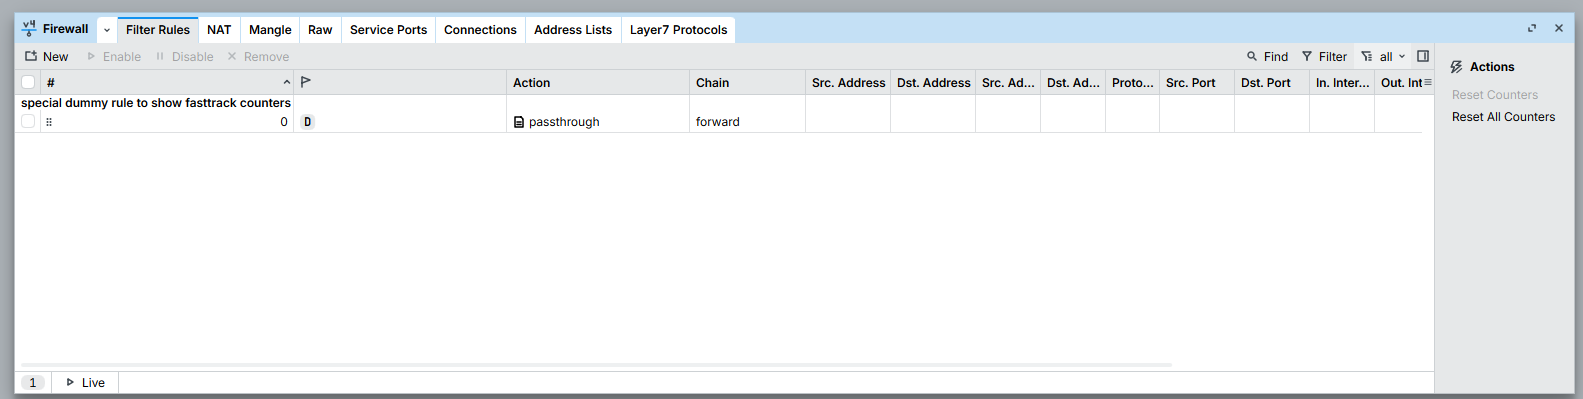 v4 Firewall Filter Rules NAT Mangle Raw Service Ports Connections Address Lists Layer7 Protocols
New Enable Disable Remove Find Filter all
# Action Chain Src. Address Dst. Address Src. Ad... Dst. Ad... Proto... Src. Port Dst. Port In. Inter... Out. Int
special dummy rule to show fasttrack counters
0 D passthrough forward
1 Live
Actions
Reset Counters
Reset All Counters